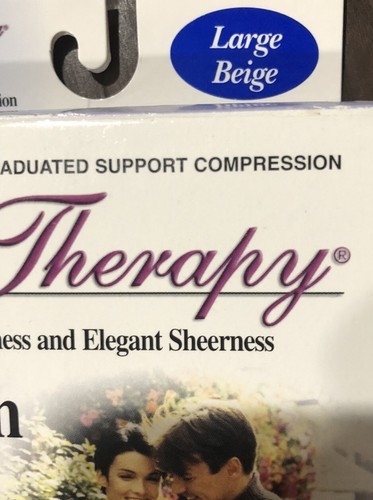 Large
Beige
ion
ADUATED SUPPORT COMPRESSION
Therapy®
ness and Elegant Sheerness
n